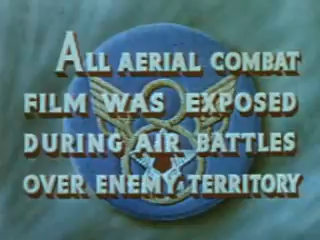 ALL AERIAL COMBAT
FILM WAS EXPOSED
DURING AIR BATTLES
OVER ENEMY TERRITORY